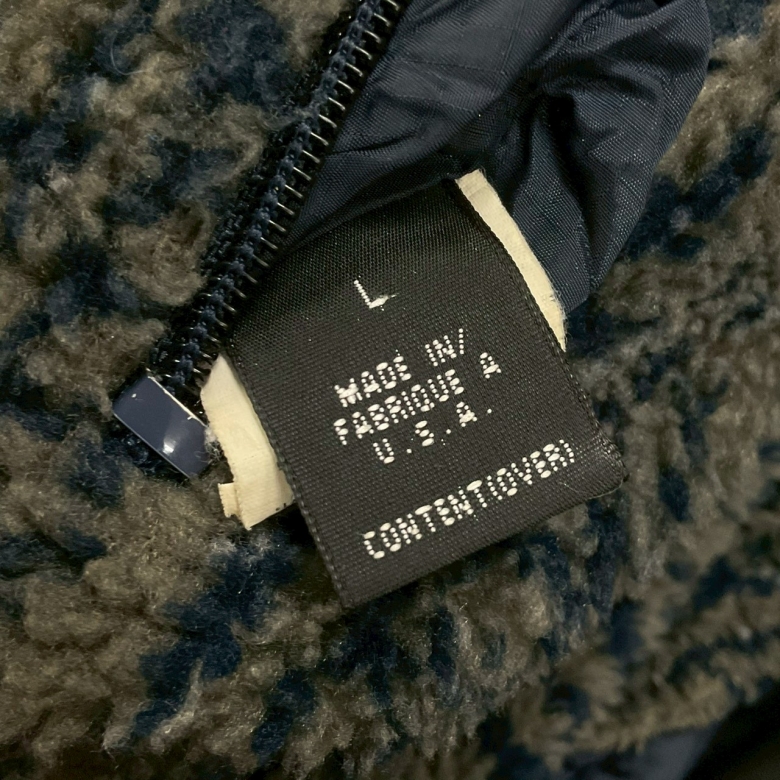 L
MADE IN/
FABRIQUE A
U.S.A.
CONTENT(OVER)